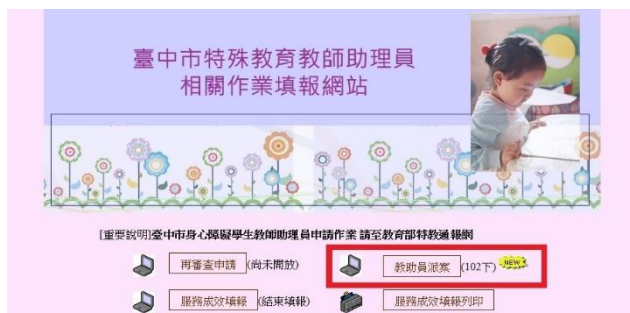 臺中市特殊教育教師助理員
相關作業填報網站
[重要說明]臺中市身心障礙學生教師助理員申請作業 請至教育部特教通報網
再審查申請 (尚未開放) 教助員派案 (102下) NEW
服務成效填報 (結束填報) 服務成效填報列印